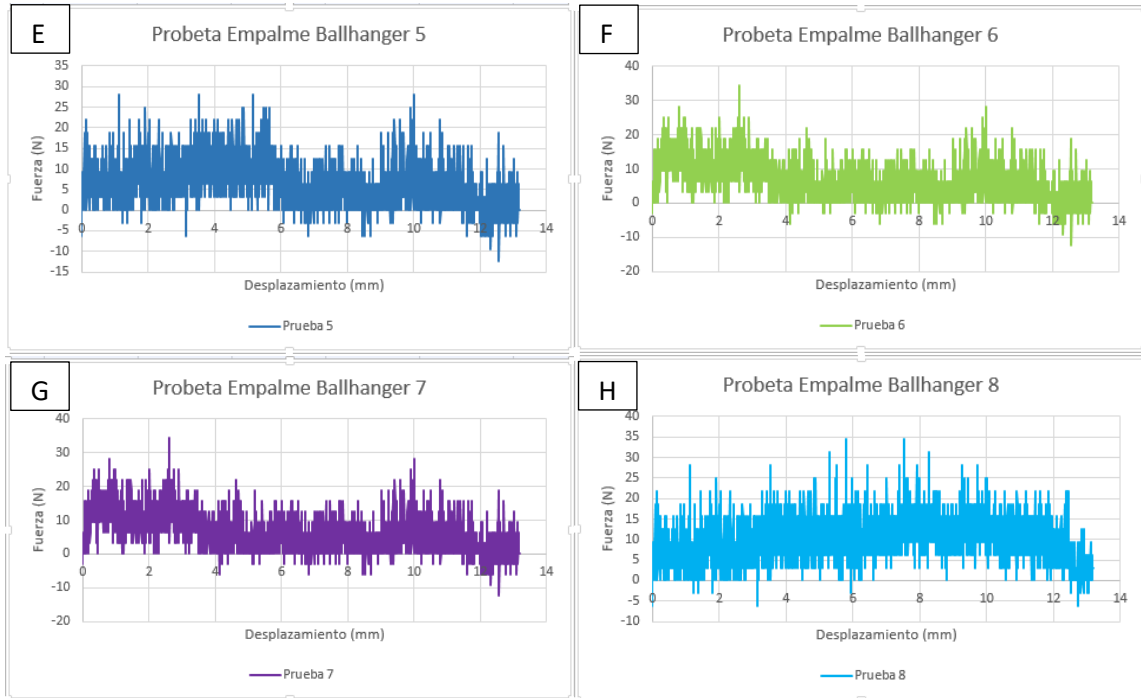 E
Probeta Empalme Ballhanger 5
35
30
25
20
15
10
5
0
-5
-10
-15
0 2 4 6 8 10 12 14
Fuerza (N)
Desplazamiento (mm)
Prueba 5
F
Probeta Empalme Ballhanger 6
40
30
20
10
0
-10
-20
0 2 4 6 8 10 12 14
Fuerza (N)
Desplazamiento (mm)
Prueba 6
G
Probeta Empalme Ballhanger 7
40
30
20
10
0
-10
-20
0 2 4 6 8 10 12 14
Fuerza (N)
Desplazamiento (mm)
Prueba 7
H
Probeta Empalme Ballhanger 8
40
35
30
25
20
15
10
5
0
-5
-10
0 2 4 6 8 10 12 14
Fuerza (N)
Desplazamiento (mm)
Prueba 8